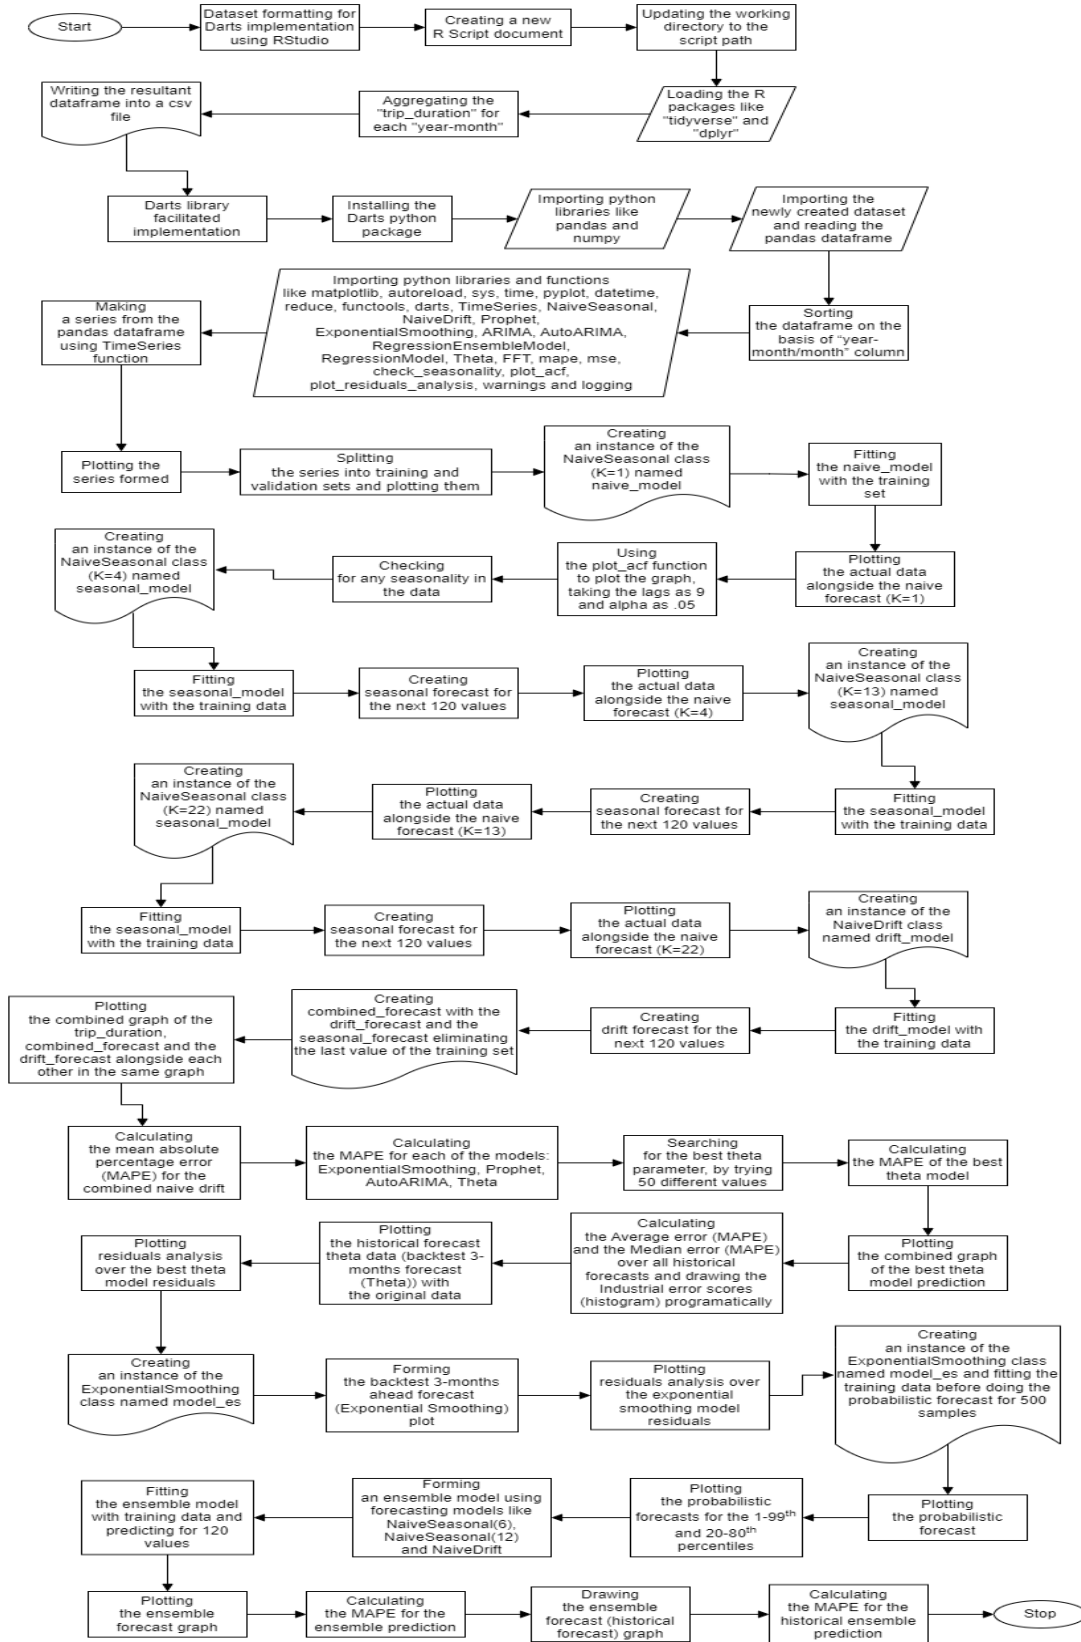 Start
Dataset formatting for
Darts implementation
using RStudio
Creating a new
R Script document
Updating the working
directory to the
script path
Loading the R
packages like
"tidyverse" and
"dplyr"
Aggregating the
"trip_duration" for
each "year-month"
Writing the resultant
dataframe into a csv
file
Darts library
facilitated
implementation
Installing the
Darts python
package
Importing python
libraries like
pandas and
numpy
Importing the
newly created dataset
and reading the
pandas dataframe
Sorting
the dataframe on the
basis of "year-
month/month" column
Importing python libraries and functions
like matplotlib, autoreload, sys, time, pyplot, datetime,
reduce, functools, darts, TimeSeries, NaiveSeasonal,
NaiveDrift, Prophet,
ExponentialSmoothing, ARIMA, AutoARIMA,
RegressionEnsembleModel,
RegressionModel, Theta, FFT, mape, mse,
check_seasonality, plot_acf,
plot_residuals_analysis, warnings and logging
Making
a series from the
pandas dataframe
using TimeSeries
function
Plotting the
series formed
Splitting
the series into training and
validation sets and plotting them
Creating
an instance of the
NaiveSeasonal class
(K=1) named
naive_model
Fitting
the naive_model
with the training
set
Plotting
the actual data
alongside the naive
forecast (K=1)
Using
the plot_acf function
to plot the graph,
taking the lags as 9
and alpha as .05
Checking
for any seasonality in
the data
Creating
an instance of the
NaiveSeasonal class
(K=4) named
seasonal_model
Fitting
the seasonal_model
with the training data
Creating
seasonal forecast for
the next 120 values
Plotting
the actual data
alongside the naive
forecast (K=4)
Creating
an instance of the
NaiveSeasonal class
(K=13) named
seasonal_model
Fitting
the seasonal_model
with the training data
Creating
seasonal forecast for
the next 120 values
Plotting
the actual data
alongside the naive
forecast (K=13)
Creating
an instance of the
NaiveSeasonal class
(K=22) named
seasonal_model
Fitting
the seasonal_model
with the training data
Creating
seasonal forecast for
the next 120 values
Plotting
the actual data
alongside the naive
forecast (K=22)
Creating
an instance of the
NaiveDrift class
named drift_model
Fitting
the drift_model with
the training data
Creating
drift forecast for the
next 120 values
Creating
combined_forecast with the
drift_forecast and the
seasonal_forecast eliminating
the last value of the training set
Plotting
the combined graph of the
trip_duration,
combined_forecast and the
drift_forecast alongside each
other in the same graph
Calculating
the mean absolute
percentage error
(MAPE) for the
combined naive drift
Calculating
the MAPE for each of the models:
ExponentialSmoothing, Prophet,
AutoARIMA, Theta
Searching
for the best theta
parameter, by trying
50 different values
Calculating
the MAPE of the best
theta model
Plotting
the combined graph
of the best theta
model prediction
Calculating
the Average error (MAPE)
and the Median error (MAPE)
over all historical
forecasts and drawing the
Industrial error scores
(histogram) programatically
Plotting
the historical forecast
theta data (backtest 3-
months forecast
(Theta)) with
the original data
Plotting
residuals analysis
over the best theta
model residuals
Creating
an instance of the
ExponentialSmoothing
class named model_es
Forming
the backtest 3-months
ahead forecast
(Exponential Smoothing)
plot
Plotting
residuals analysis over
the exponential
smoothing model
residuals
Creating
an instance of the
ExponentialSmoothing class
named model_es and fitting the
training data before doing the
probabilistic forecast for 500
samples
Plotting
the probabilistic
forecast
Plotting
the probabilistic
forecasts for the 1-99th
and 20-80th
percentiles
Forming
an ensemble model using
forecasting models like
NaiveSeasonal(6),
NaiveSeasonal(12)
and NaiveDrift
Fitting
the ensemble model
with training data and
predicting for 120
values
Plotting
the ensemble
forecast graph
Calculating
the MAPE for the
ensemble prediction
Drawing
the ensemble
forecast (historical
forecast) graph
Calculating
the MAPE for the
historical ensemble
prediction
Stop